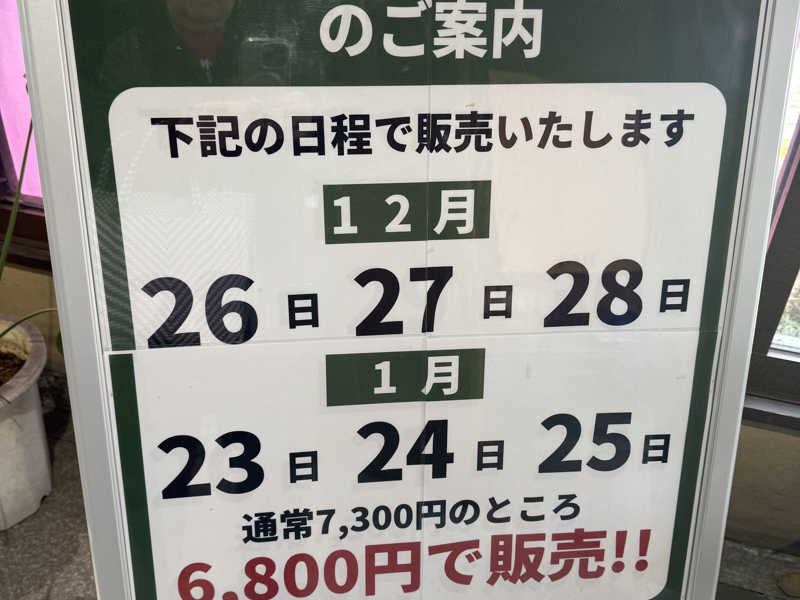 のご案内
下記の日程で販売いたします
12月
26日 27日 28日
1月
23日 24日 25日
通常7,300円のところ
6,800円で販売!!